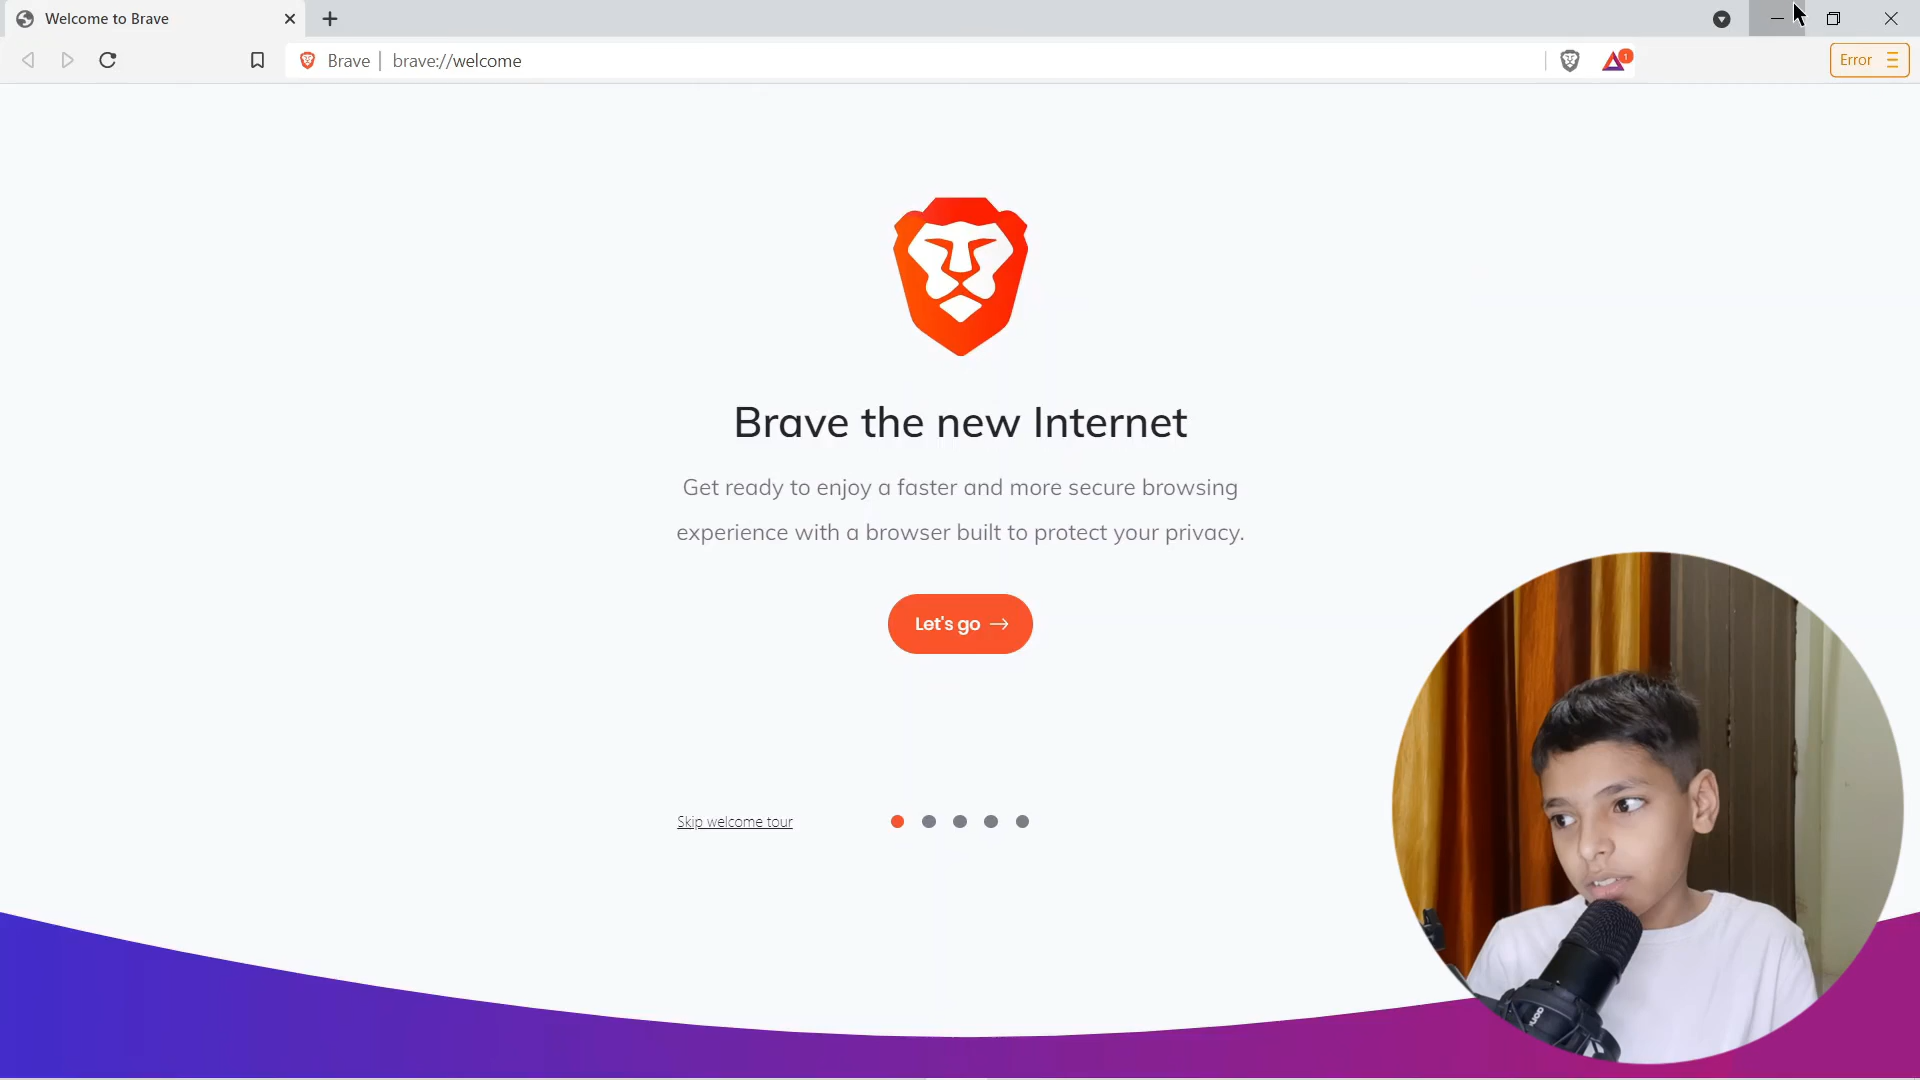 Welcome to Brave
Brave | brave://welcome
1
Error
Brave the new Internet
Get ready to enjoy a faster and more secure browsing
experience with a browser built to protect your privacy.
Let's go →
Skip welcome tour